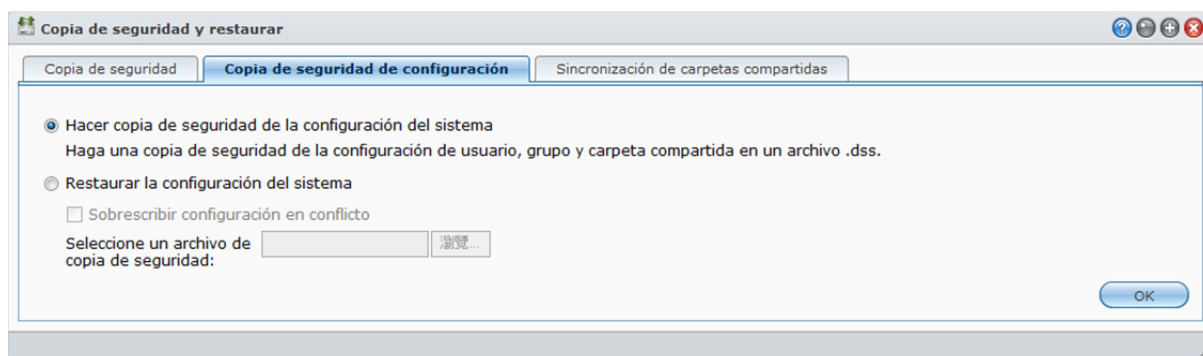 Copia de seguridad y restaurar
Copia de seguridad
Copia de seguridad de configuración
Sincronización de carpetas compartidas
Hacer copia de seguridad de la configuración del sistema
Haga una copia de seguridad de la configuración de usuario, grupo y carpeta compartida en un archivo .dss.
Restaurar la configuración del sistema
Sobrescribir configuración en conflicto
Seleccione un archivo de
copia de seguridad:
瀏覽...
OK